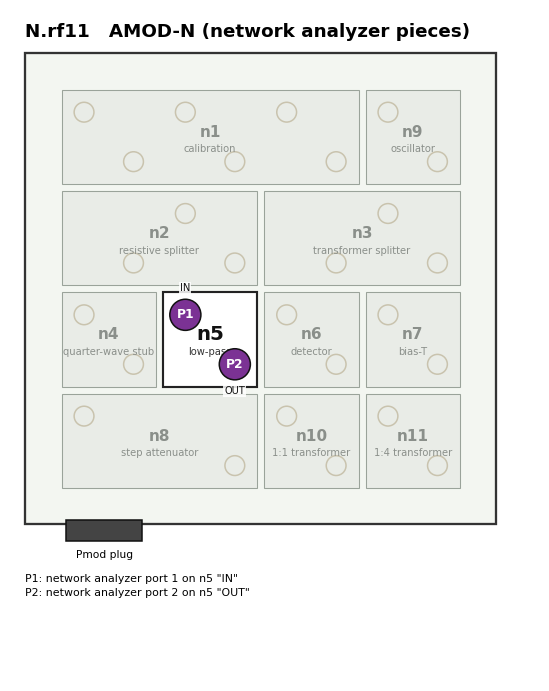 N.rf11 AMOD-N (network analyzer pieces)
n1
calibration
n9
oscillator
n2
resistive splitter
n3
transformer splitter
IN
P1
n4
quarter-wave stub
n5
low-pass
P2
OUT
n6
detector
n7
bias-T
n8
step attenuator
n10
1:1 transformer
n11
1:4 transformer
Pmod plug
P1: network analyzer port 1 on n5 "IN"
P2: network analyzer port 2 on n5 "OUT"